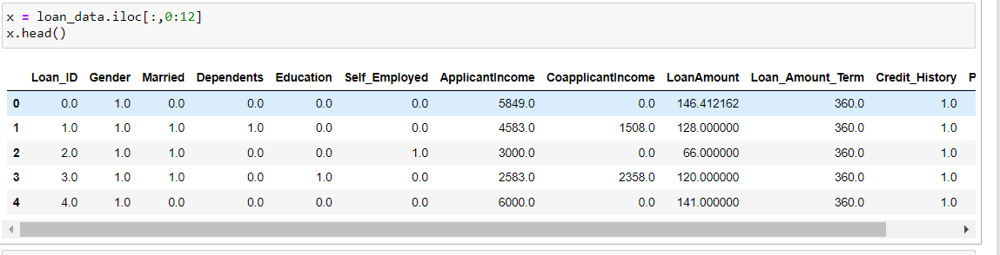 x = loan_data.iloc[:,0:12]
x.head()
Loan_ID Gender Married Dependents Education Self_Employed ApplicantIncome CoapplicantIncome LoanAmount Loan_Amount_Term Credit_History P
0 0.0 1.0 0.0 0.0 0.0 0.0 5849.0 0.0 146.412162 360.0 1.0
1 1.0 1.0 1.0 1.0 0.0 0.0 4583.0 1508.0 128.000000 360.0 1.0
2 2.0 1.0 1.0 0.0 0.0 1.0 3000.0 0.0 66.000000 360.0 1.0
3 3.0 1.0 1.0 0.0 1.0 0.0 2583.0 2358.0 120.000000 360.0 1.0
4 4.0 1.0 0.0 0.0 0.0 0.0 6000.0 0.0 141.000000 360.0 1.0